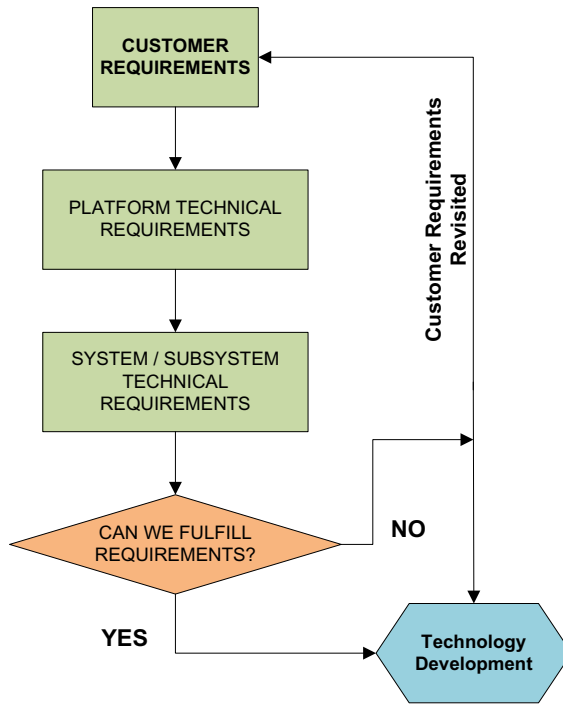 CUSTOMER
REQUIREMENTS
PLATFORM TECHNICAL
REQUIREMENTS
SYSTEM / SUBSYSTEM
TECHNICAL
REQUIREMENTS
CAN WE FULFILL
REQUIREMENTS?
NO
YES
Customer Requirements
Revisited
Technology
Development